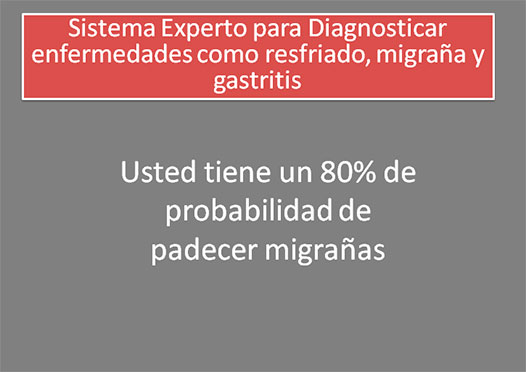 Sistema Experto para Diagnosticar
enfermedades como resfriado, migraña y
gastritis
Usted tiene un 80% de
probabilidad de
padecer migrañas